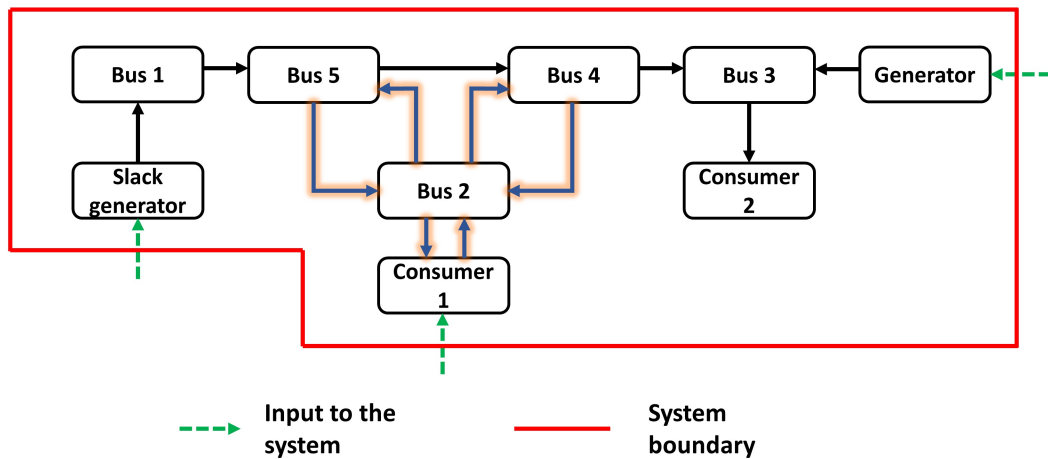 Bus 1
Bus 5
Bus 4
Bus 3
Generator
Slack
generator
Bus 2
Consumer
2
Consumer
1
Input to the
system
System
boundary